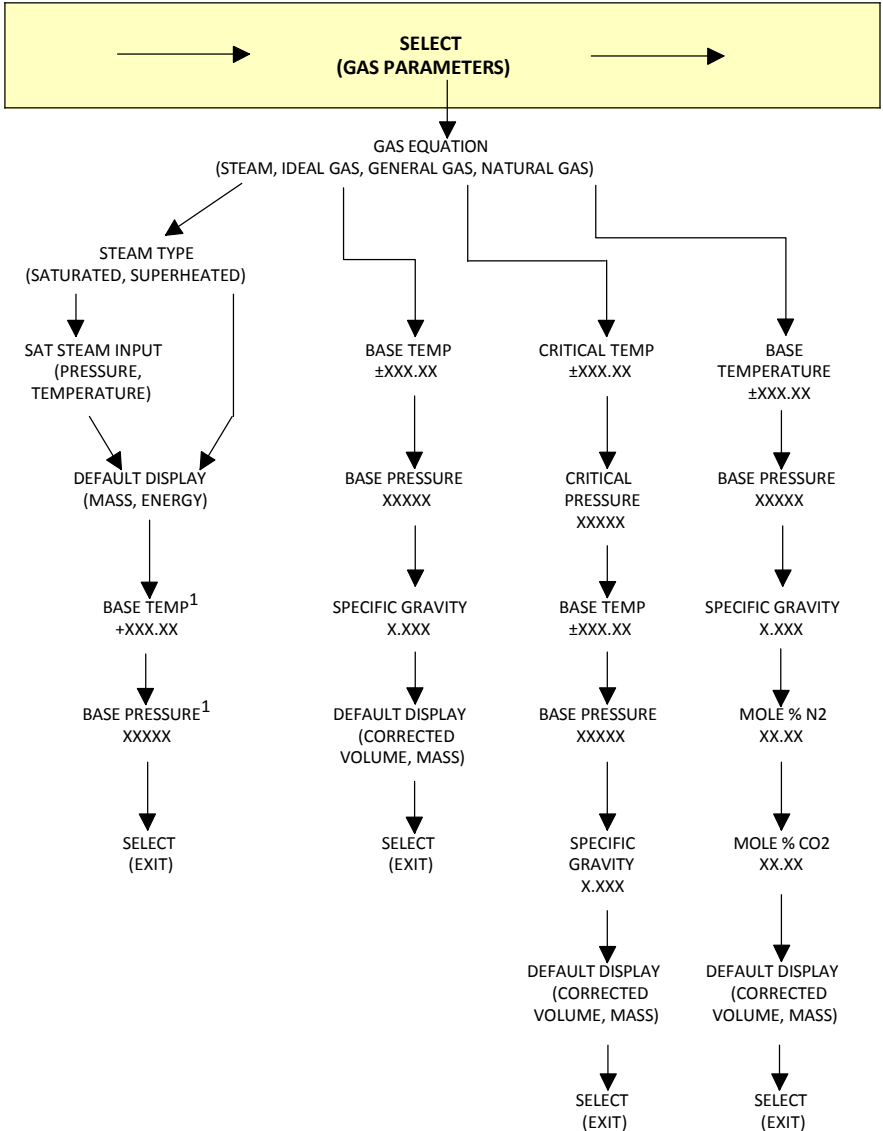 SELECT
(GAS PARAMETERS)
GAS EQUATION
(STEAM, IDEAL GAS, GENERAL GAS, NATURAL GAS)
STEAM TYPE
(SATURATED, SUPERHEATED)
SAT STEAM INPUT
(PRESSURE,
TEMPERATURE)
DEFAULT DISPLAY
(MASS, ENERGY)
BASE TEMP1
+XXX.XX
BASE PRESSURE1
XXXXX
SELECT
(EXIT)
BASE TEMP
±XXX.XX
BASE PRESSURE
XXXXX
SPECIFIC GRAVITY
X.XXX
DEFAULT DISPLAY
(CORRECTED
VOLUME, MASS)
SELECT
(EXIT)
CRITICAL TEMP
±XXX.XX
CRITICAL
PRESSURE
XXXXX
BASE TEMP
±XXX.XX
BASE PRESSURE
XXXXX
SPECIFIC
GRAVITY
X.XXX
DEFAULT DISPLAY
(CORRECTED
VOLUME, MASS)
SELECT
(EXIT)
BASE
TEMPERATURE
±XXX.XX
BASE PRESSURE
XXXXX
SPECIFIC GRAVITY
X.XXX
MOLE % N2
XX.XX
MOLE % CO2
XX.XX
DEFAULT DISPLAY
(CORRECTED
VOLUME, MASS)
SELECT
(EXIT)